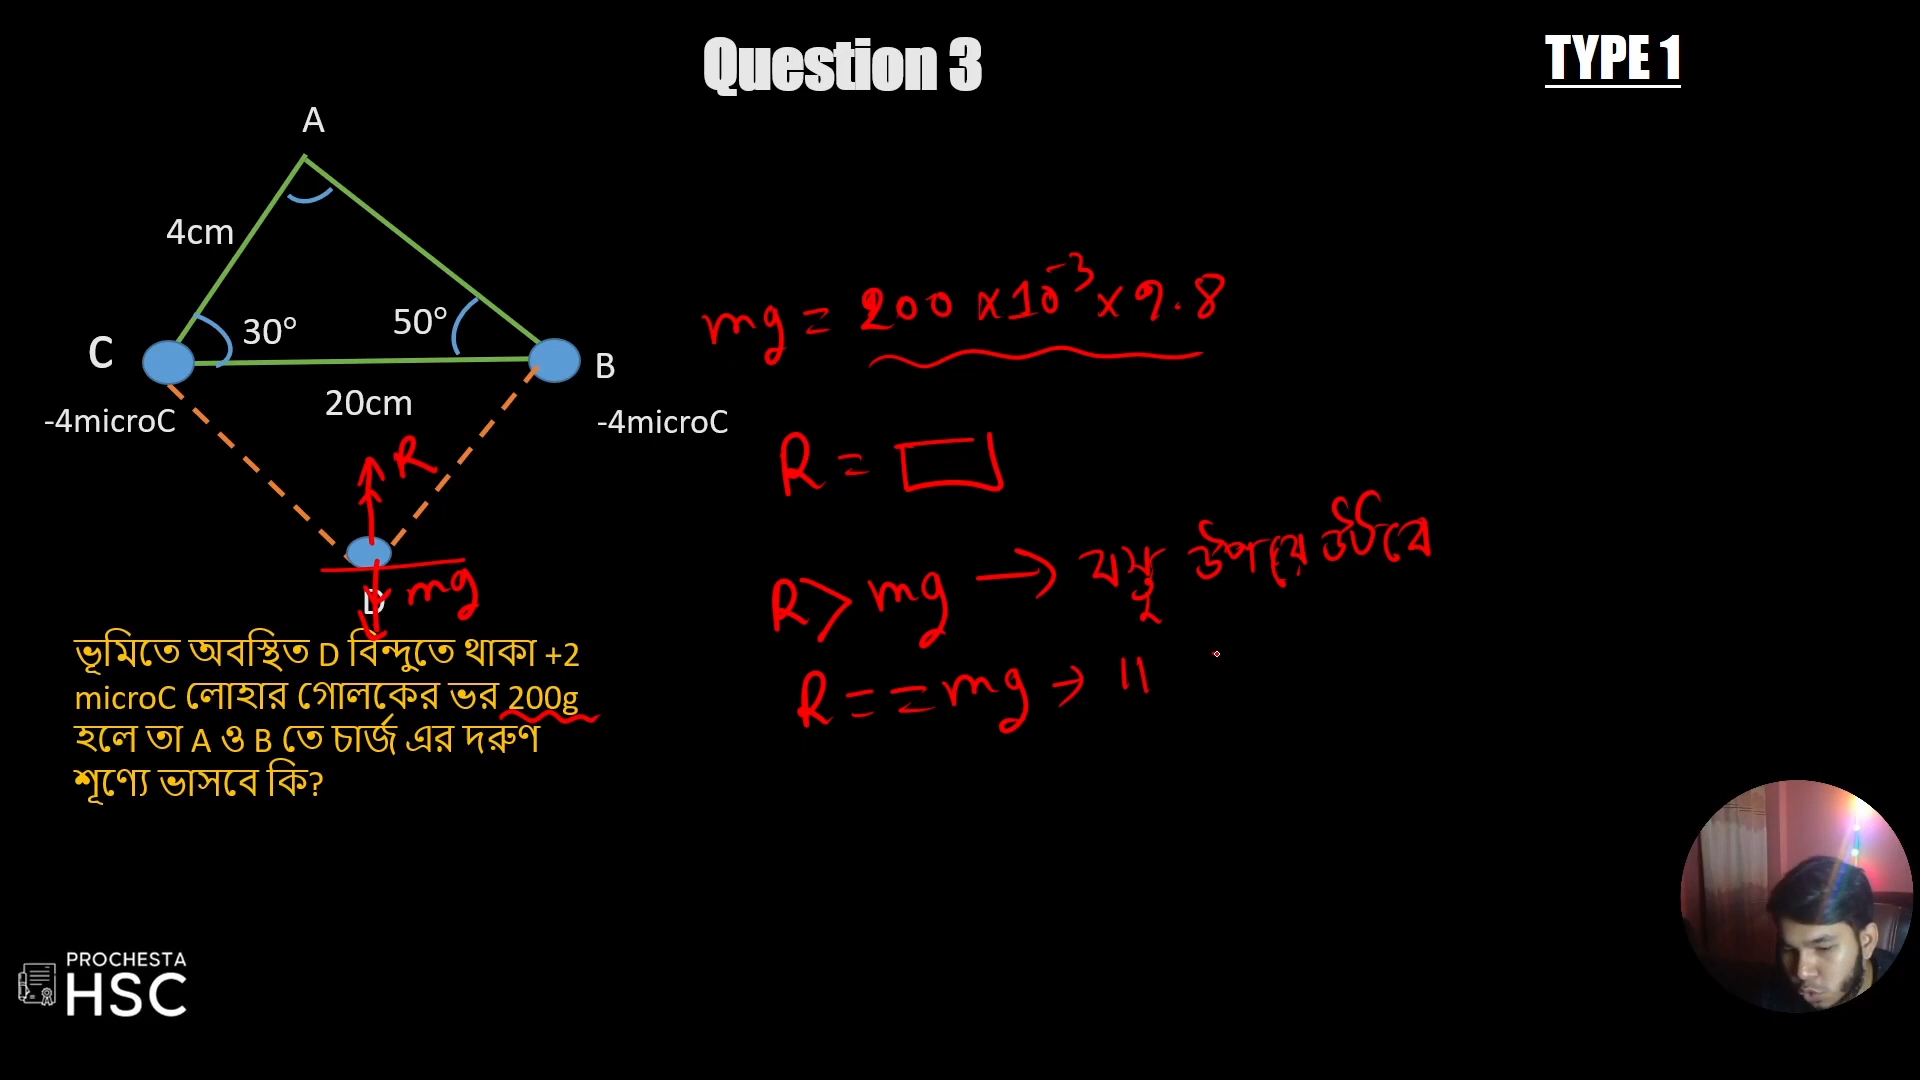 Question 3
TYPE 1
A
4cm
30°
50°
C
B
20cm
-4microC
-4microC
R
mg
D
ভূমিতে অবস্থিত D বিন্দুতে থাকা +2
microC লোহার গোলকের ভর 200g
হলে তা A ও B তে চার্জ এর দরুণ
শূণ্যে ভাসবে কি?
mg = 200 × 10⁻³ × 9.8
R =
R > mg → উপরে উঠবে
R = = mg → 11
PROCHESTA
HSC